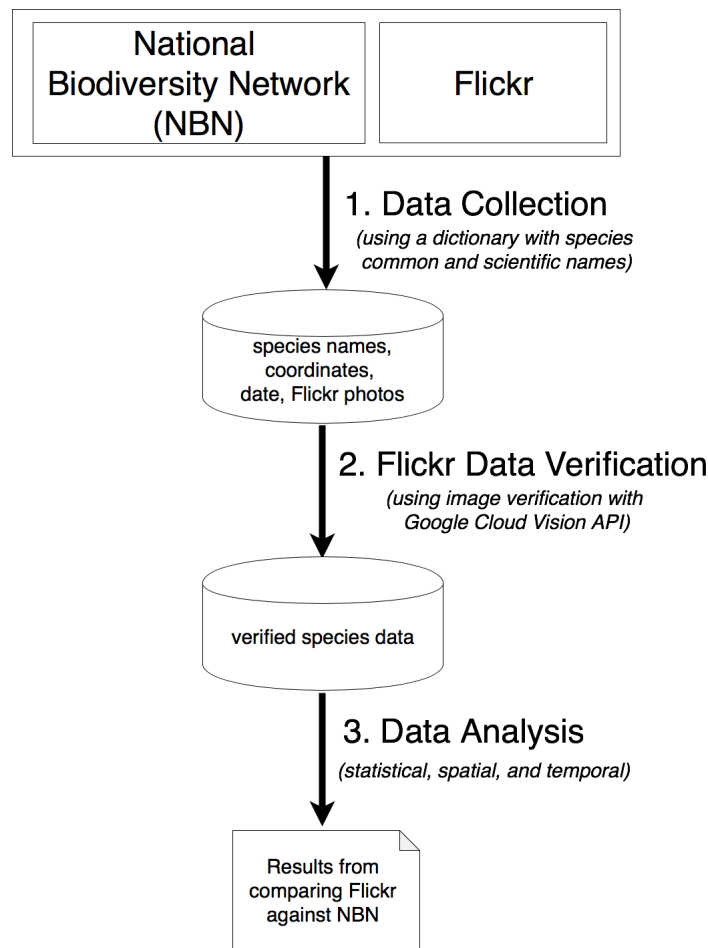 National
Biodiversity Network
(NBN)
Flickr
1. Data Collection
(using a dictionary with species
common and scientific names)
species names,
coordinates,
date, Flickr photos
2. Flickr Data Verification
(using image verification with
Google Cloud Vision API)
verified species data
3. Data Analysis
(statistical, spatial, and temporal)
Results from
comparing Flickr
against NBN